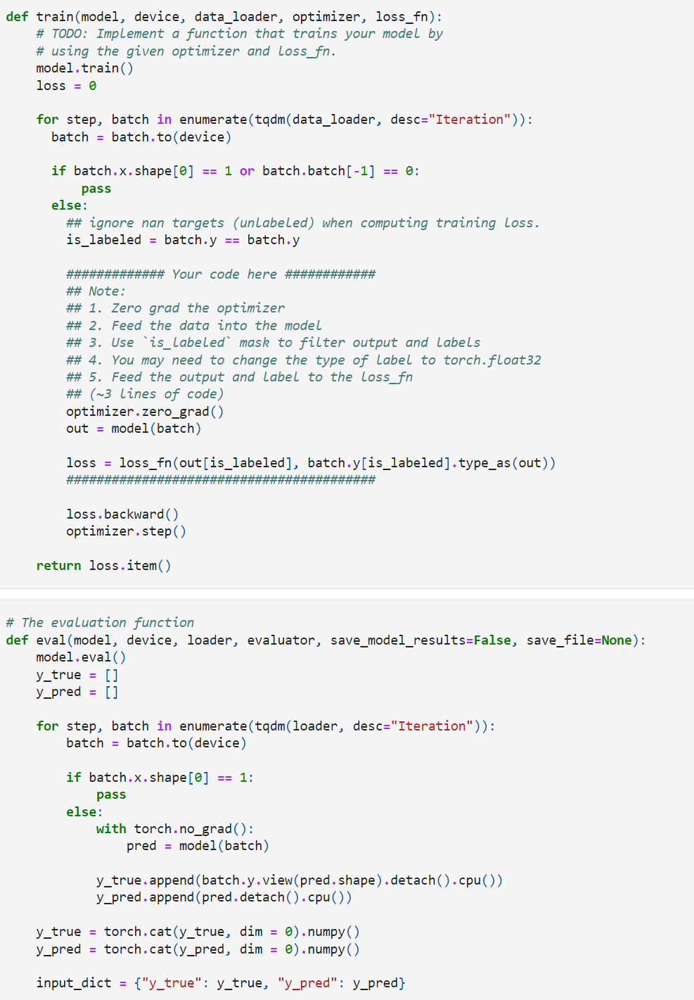 def train(model, device, data_loader, optimizer, loss_fn):
    # TODO: Implement a function that trains your model by
    # using the given optimizer and loss_fn.
    model.train()
    loss = 0

    for step, batch in enumerate(tqdm(data_loader, desc="Iteration")):
      batch = batch.to(device)

      if batch.x.shape[0] == 1 or batch.batch[-1] == 0:
          pass
      else:
        ## ignore nan targets (unlabeled) when computing training loss.
        is_labeled = batch.y == batch.y

        ############# Your code here ############
        ## Note:
        ## 1. Zero grad the optimizer
        ## 2. Feed the data into the model
        ## 3. Use `is_labeled` mask to filter output and labels
        ## 4. You may need to change the type of label to torch.float32
        ## 5. Feed the output and label to the loss_fn
        ## (~3 lines of code)
        optimizer.zero_grad()
        out = model(batch)

        loss = loss_fn(out[is_labeled], batch.y[is_labeled].type_as(out))
        #########################################

        loss.backward()
        optimizer.step()

    return loss.item()

# The evaluation function
def eval(model, device, loader, evaluator, save_model_results=False, save_file=None):
    model.eval()
    y_true = []
    y_pred = []

    for step, batch in enumerate(tqdm(loader, desc="Iteration")):
        batch = batch.to(device)

        if batch.x.shape[0] == 1:
            pass
        else:
            with torch.no_grad():
                pred = model(batch)

            y_true.append(batch.y.view(pred.shape).detach().cpu())
            y_pred.append(pred.detach().cpu())

    y_true = torch.cat(y_true, dim = 0).numpy()
    y_pred = torch.cat(y_pred, dim = 0).numpy()

    input_dict = {"y_true": y_true, "y_pred": y_pred}